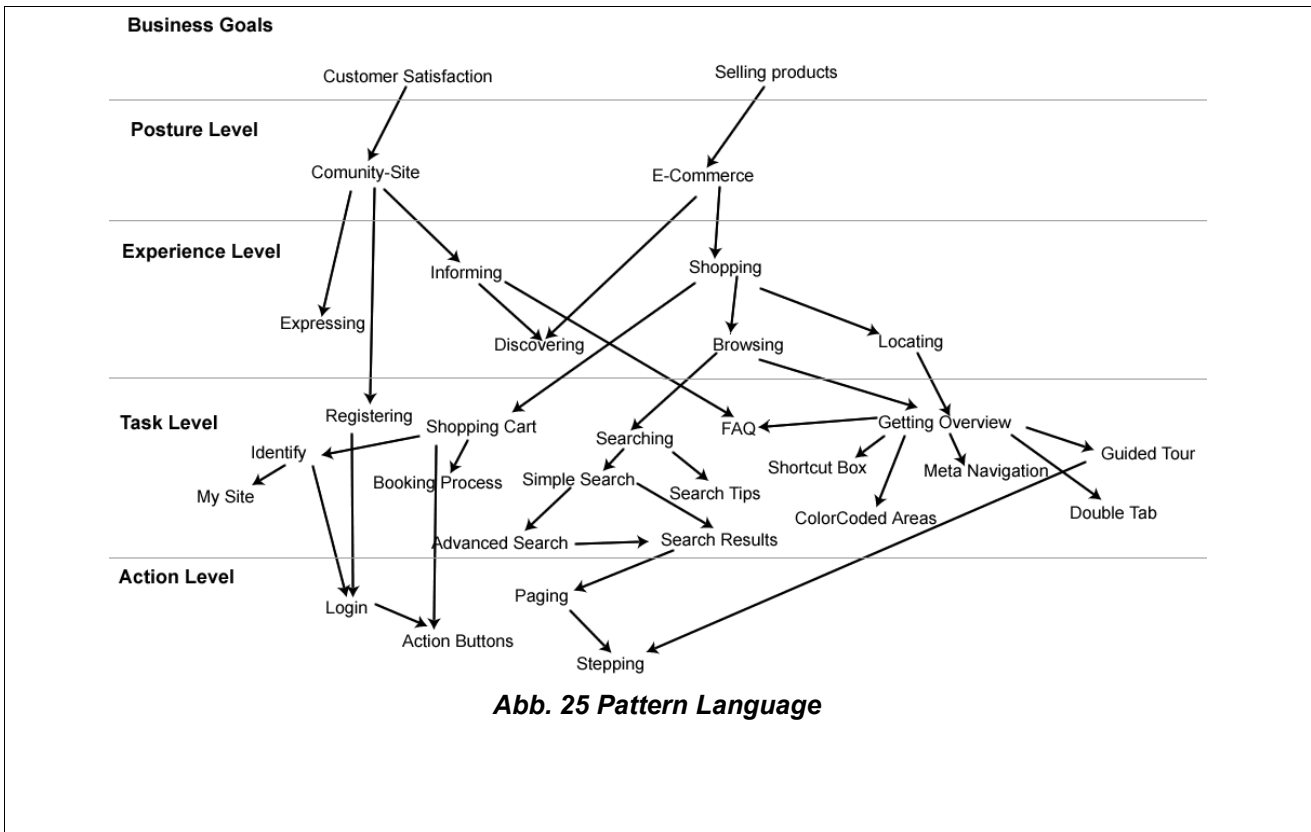 Business Goals
Customer Satisfaction
Selling products
Posture Level
Comunity-Site
E-Commerce
Experience Level
Informing
Shopping
Expressing
Discovering
Browsing
Locating
Task Level
Registering
Shopping Cart
Searching
FAQ
Getting Overview
Identify
Guided Tour
My Site
Booking Process
Simple Search
Search Tips
Shortcut Box
Meta Navigation
ColorCoded Areas
Double Tab
Advanced Search
Search Results
Action Level
Login
Paging
Action Buttons
Stepping
Abb. 25 Pattern Language